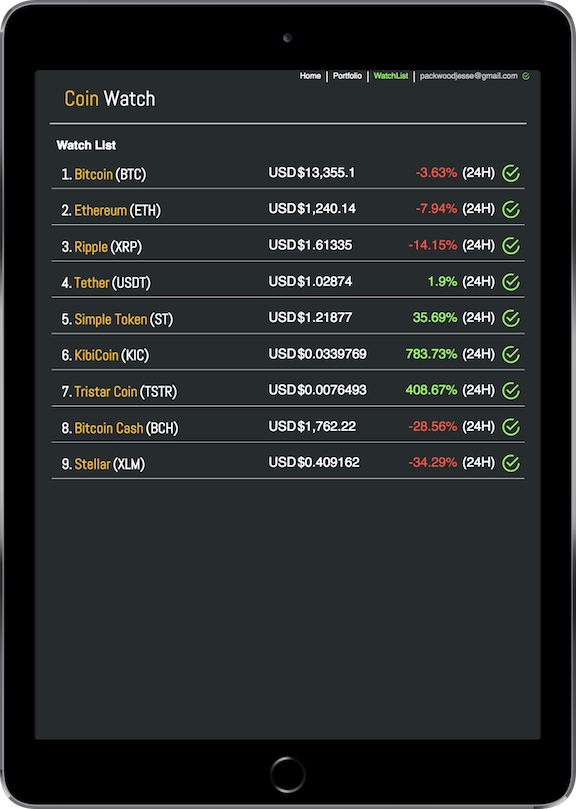 Home | Portfolio | WatchList | packwoodjesse@gmail.com
Coin Watch
Watch List
1. Bitcoin (BTC) USD $13,355.1 -3.63% (24H)
2. Ethereum (ETH) USD $1,240.14 -7.94% (24H)
3. Ripple (XRP) USD $1.61335 -14.15% (24H)
4. Tether (USDT) USD $1.02874 1.9% (24H)
5. Simple Token (ST) USD $1.21877 35.69% (24H)
6. KibiCoin (KIC) USD $0.0339769 783.73% (24H)
7. Tristar Coin (TSTR) USD $0.0076493 408.67% (24H)
8. Bitcoin Cash (BCH) USD $1,762.22 -28.56% (24H)
9. Stellar (XLM) USD $0.409162 -34.29% (24H)